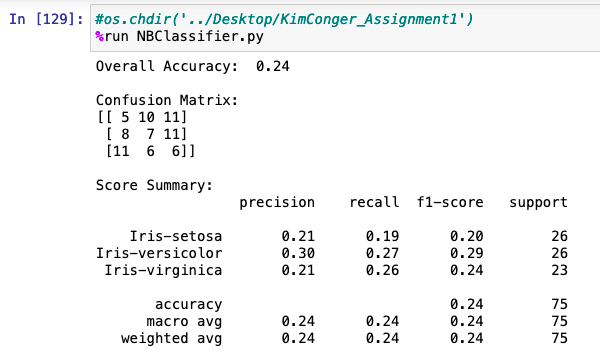 In [129]: #os.chdir('../Desktop/KimConger_Assignment1')
%run NBClassifier.py
Overall Accuracy:  0.24
Confusion Matrix:
[[ 5 10 11]
 [ 8  7 11]
 [11  6  6]]
Score Summary:
                 precision    recall  f1-score   support
    Iris-setosa       0.21      0.19      0.20        26
Iris-versicolor       0.30      0.27      0.29        26
 Iris-virginica       0.21      0.26      0.24        23
       accuracy                           0.24        75
      macro avg       0.24      0.24      0.24        75
   weighted avg       0.24      0.24      0.24        75